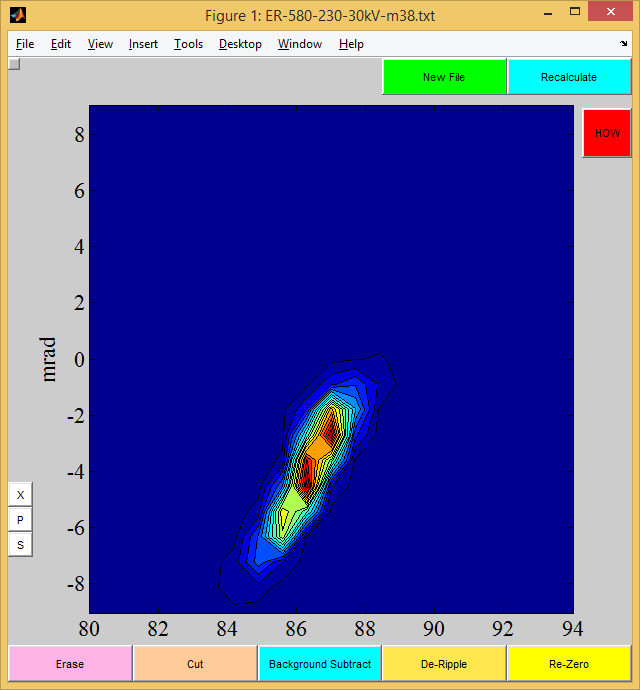 Figure 1: ER-580-230-30kV-m38.txt
File Edit View Insert Tools Desktop Window Help
New File Recalculate
HOW
8
6
4
2
0
-2
-4
-6
-8
mrad
X
P
S
80 82 84 86 88 90 92 94
Erase Cut Background Subtract De-Ripple Re-Zero